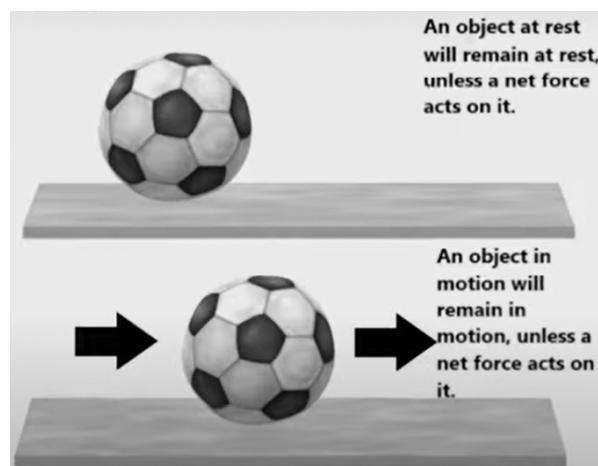 An object at rest
will remain at rest,
unless a net force
acts on it.
An object in
motion will
remain in
motion, unless a
net force acts on
it.